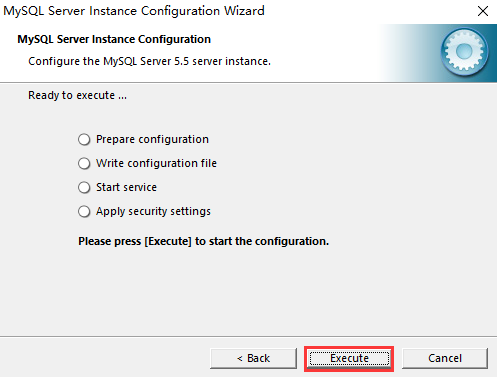 MySQL Server Instance Configuration Wizard
MySQL Server Instance Configuration
Configure the MySQL Server 5.5 server instance.
Ready to execute ...
Prepare configuration
Write configuration file
Start service
Apply security settings
Please press [Execute] to start the configuration.
< Back
Execute
Cancel